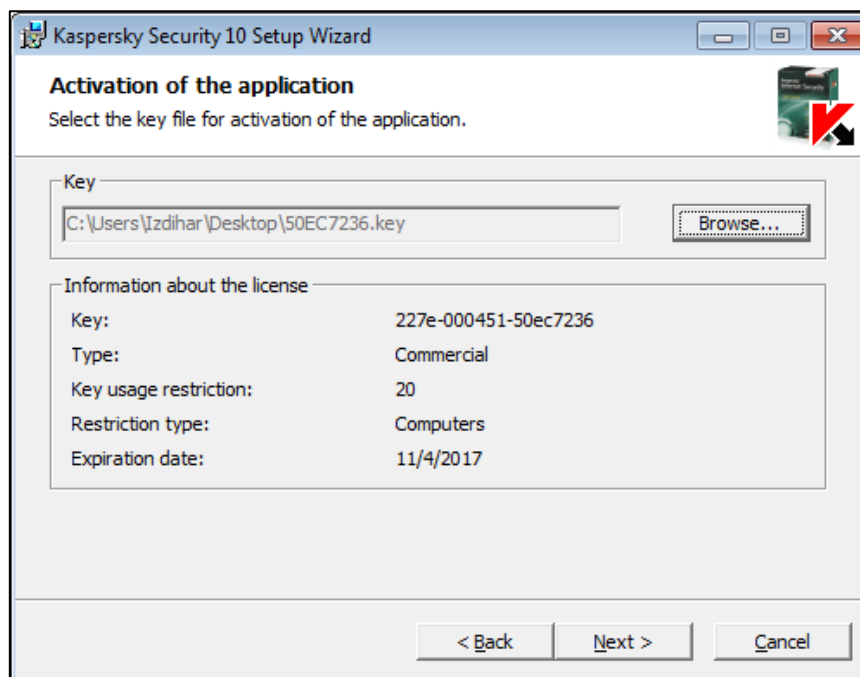 Kaspersky Security 10 Setup Wizard
Activation of the application
Select the key file for activation of the application.
Key
C:\Users\Izdihar\Desktop\50EC7236.key
Browse...
Information about the license
Key: 227e-000451-50ec7236
Type: Commercial
Key usage restriction: 20
Restriction type: Computers
Expiration date: 11/4/2017
< Back Next > Cancel